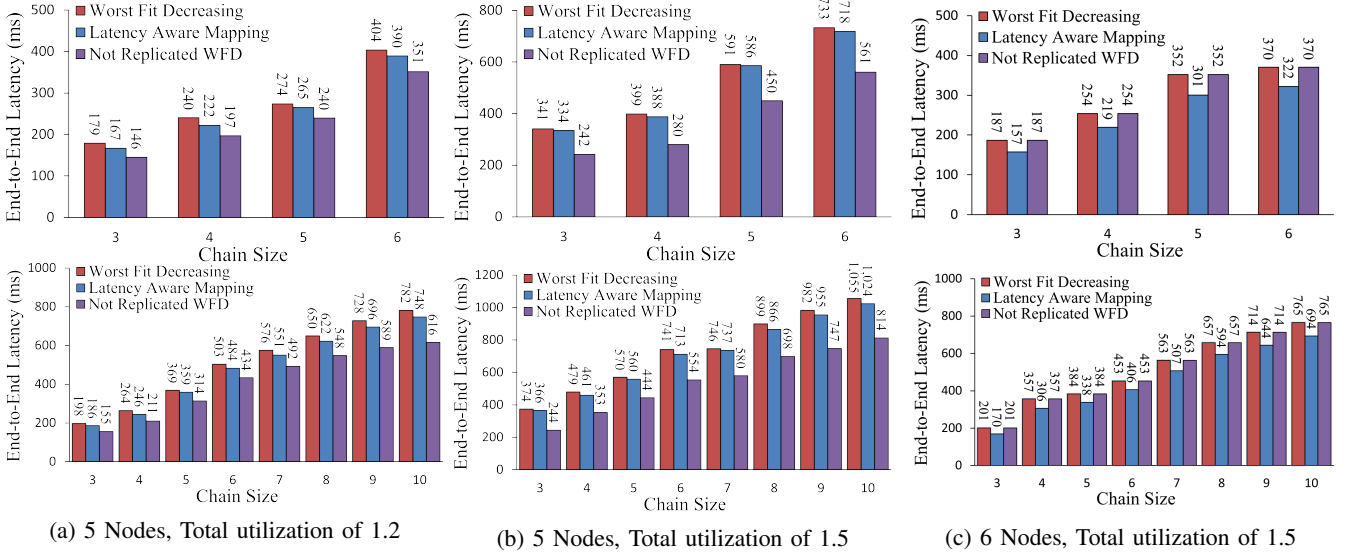 End-to-End Latency (ms)
500
400
300
200
100
0
Worst Fit Decreasing
Latency Aware Mapping
Not Replicated WFD
179 167 146
240 222 197
274 265 240
404 390 351
3 4 5 6
Chain Size
End-to-End Latency (ms)
800
600
400
200
0
Worst Fit Decreasing
Latency Aware Mapping
Not Replicated WFD
341 334 242
399 388 280
591 586 450
733 718 561
3 4 5 6
Chain Size
End-to-End Latency (ms)
500
400
300
200
100
0
Worst Fit Decreasing
Latency Aware Mapping
Not Replicated WFD
187 157 187
254 219 254
352 301 352
370 322 370
3 4 5 6
Chain Size
End-to-End Latency (ms)
1000
800
600
400
200
0
Worst Fit Decreasing
Latency Aware Mapping
Not Replicated WFD
198 186 155
264 246 211
369 359 314
503 484 434
576 551 492
650 622 548
728 696 589
782 748 616
3 4 5 6 7 8 9 10
Chain Size
End-to-End Latency (ms)
1200
1000
800
600
400
200
0
Worst Fit Decreasing
Latency Aware Mapping
Not Replicated WFD
374 366 244
479 461 353
570 560 444
741 713 554
746 737 580
899 866 698
982 955 747
1.055 1.024 814
3 4 5 6 7 8 9 10
Chain Size
End-to-End Latency (ms)
1000
800
600
400
200
0
Worst Fit Decreasing
Latency Aware Mapping
Not Replicated WFD
201 170 201
357 306 357
384 338 384
453 406 453
563 507 563
657 594 657
714 644 714
765 694 765
3 4 5 6 7 8 9 10
Chain Size
(a) 5 Nodes, Total utilization of 1.2
(b) 5 Nodes, Total utilization of 1.5
(c) 6 Nodes, Total utilization of 1.5